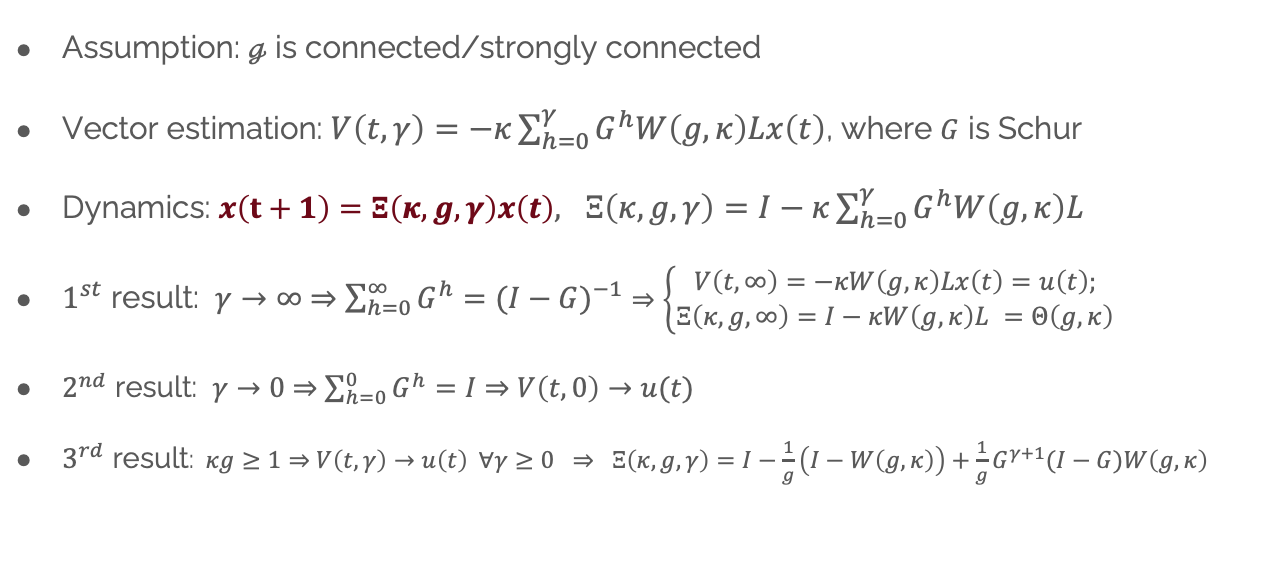 ● Assumption: ℊ is connected/strongly connected
● Vector estimation: V(t, γ) = −κ ∑_{h=0}^{γ} G^h W(g, κ)Lx(t), where G is Schur
● Dynamics: x(t + 1) = Ξ(κ, g, γ)x(t), Ξ(κ, g, γ) = I − κ ∑_{h=0}^{γ} G^h W(g, κ)L
● 1^{st} result: γ → ∞ ⇒ ∑_{h=0}^{∞} G^h = (I − G)^{−1} ⇒ { V(t, ∞) = −κW(g, κ)Lx(t) = u(t);
Ξ(κ, g, ∞) = I − κW(g, κ)L = Θ(g, κ)
● 2^{nd} result: γ → 0 ⇒ ∑_{h=0}^{0} G^h = I ⇒ V(t, 0) → u(t)
● 3^{rd} result: κg ≥ 1 ⇒ V(t, γ) → u(t) ∀γ ≥ 0 ⇒ Ξ(κ, g, γ) = I − \frac{1}{g}(I − W(g, κ)) + \frac{1}{g}G^{γ+1}(I − G)W(g, κ)